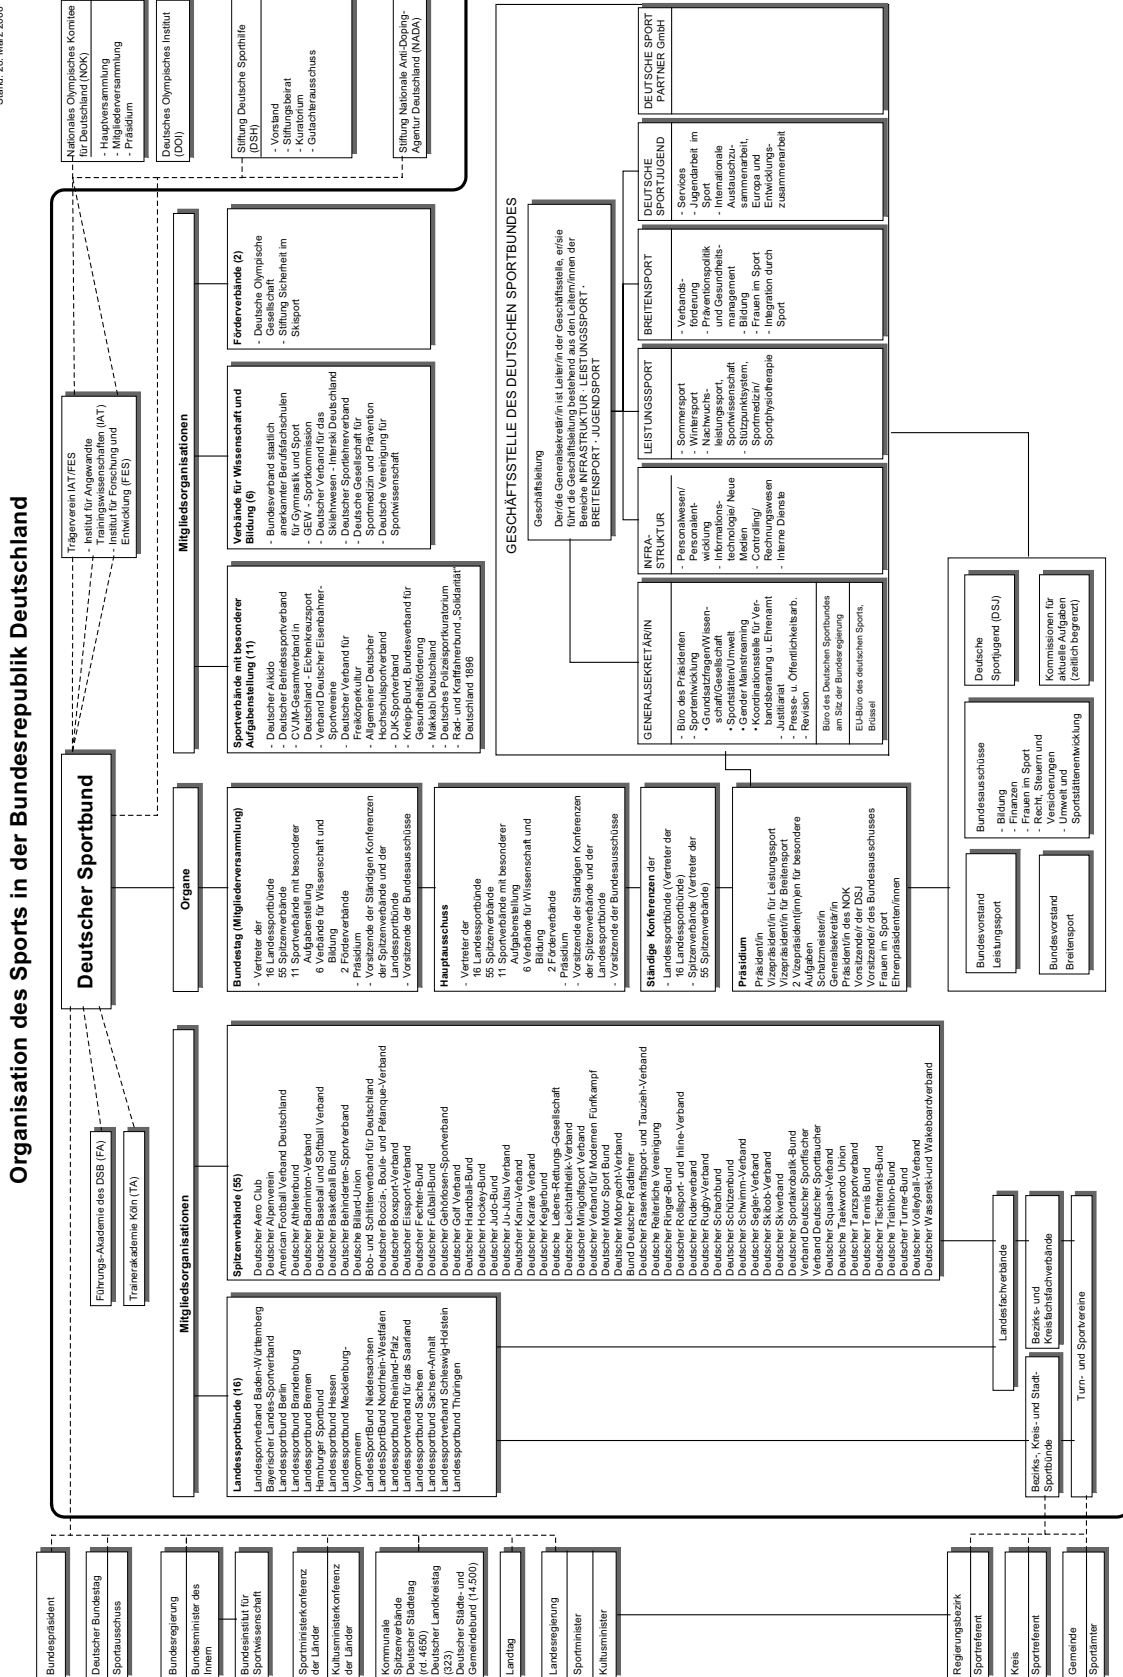 Organisation des Sports in der Bundesrepublik Deutschland
Bundespräsident
Deutscher Bundestag
Sportausschuss
Bundesregierung
Bundesminister des
Innern
Bundesinstitut für
Sportwissenschaft
Sportministerkonferenz
der Länder
Kultusministerkonferenz
der Länder
Kommunale
Spitzenverbände
Deutscher Städtetag
(rd. 4650)
Deutscher Landkreistag
(323)
Deutscher Städte- und
Gemeindebund (14.500)
Landtag
Landesregierung
Sportminister
Kultusminister
Regierungsbezirk
Sportreferent
Kreis
Sportreferent
Gemeinde
Sportämter
Führungs-Akademie des DSB (FA)
Trainerakademie Köln (TA)
Mitgliedsorganisationen
Landessportbünde (16)
Landessportverband Baden-Württemberg
Bayerischer Landes-Sportverband
Landessportbund Berlin
Landessportbund Brandenburg
Landessportbund Bremen
Hamburger Sportbund
Landessportbund Hessen
Landessportbund Mecklenburg-
Vorpommern
LandesSportBund Niedersachsen
LandesSportBund Nordrhein-Westfalen
Landessportbund Rheinland-Pfalz
Landessportverband für das Saarland
Landessportbund Sachsen
Landessportbund Sachsen-Anhalt
Landessportverband Schleswig-Holstein
Landessportbund Thüringen
Spitzenverbände (55)
Deutscher Aero Club
Deutscher Alpenverein
American Football Verband Deutschland
Deutscher Athletenbund
Deutscher Badminton-Verband
Deutscher Baseball und Softball Verband
Deutscher Basketball Bund
Deutscher Behinderten-Sportverband
Deutsche Billard-Union
Bob- und Schlittenverband für Deutschland
Deutscher Boccia-, Boule- und Pétanque-Verband
Deutscher Boxsport-Verband
Deutscher Eissport-Verband
Deutscher Fechter-Bund
Deutscher Fußball-Bund
Deutscher Gehörlosen-Sportverband
Deutscher Golf Verband
Deutscher Handball-Bund
Deutscher Hockey-Bund
Deutscher Judo-Bund
Deutscher Ju-Jutsu Verband
Deutscher Kanu-Verband
Deutscher Karate Verband
Deutscher Keglerbund
Deutsche Lebens-Rettungs-Gesellschaft
Deutscher Leichtathletik-Verband
Deutscher Minigolfsport Verband
Deutscher Verband für Modernen Fünfkampf
Deutscher Motor Sport Bund
Deutscher Motoryacht-Verband
Bund Deutscher Radfahrer
Deutscher Rasenkraftsport- und Tauzieh-Verband
Deutsche Reiterliche Vereinigung
Deutscher Ringer-Bund
Deutscher Rollsport- und Inline-Verband
Deutscher Ruderverband
Deutscher Rugby-Verband
Deutscher Schachbund
Deutscher Schützenbund
Deutscher Schwimm-Verband
Deutscher Segler-Verband
Deutscher Skibob-Verband
Deutscher Skiverband
Deutscher Sportakrobatik-Bund
Verband Deutscher Sportfischer
Verband Deutscher Sporttaucher
Deutscher Squash-Verband
Deutsche Taekwondo Union
Deutscher Tanzsportverband
Deutscher Tennis Bund
Deutscher Tischtennis-Bund
Deutsche Triathlon-Bund
Deutscher Turner-Bund
Deutscher Volleyball-Verband
Deutscher Wasserski-und Wakeboardverband
Landesfachverbände
Bezirks-, Kreis- und Stadt-
Sportbünde
Bezirks- und
Kreisfachsfachverbände
Turn- und Sportvereine
Deutscher Sportbund
Organe
Bundestag (Mitgliederversammlung)
- Vertreter der
16 Landessportbünde
55 Spitzenverbände
11 Sportverbände mit besonderer
Aufgabenstellung
6 Verbände für Wissenschaft und
Bildung
2 Förderverbände
- Präsidium
- Vorsitzende der Ständigen Konferenzen
der Spitzenverbände und der
Landessportbünde
- Vorsitzende der Bundesausschüsse
Hauptausschuss
- Vertreter der
16 Landessportbünde
55 Spitzenverbände
11 Sportverbände mit besonderer
Aufgabenstellung
6 Verbände für Wissenschaft und
Bildung
2 Förderverbände
- Präsidium
- Vorsitzende der Ständigen Konferenzen
der Spitzenverbände und der
Landessportbünde
- Vorsitzende der Bundesausschüsse
Ständige Konferenzen der
- Landessportbünde (Vertreter der
16 Landessportbünde)
- Spitzenverbände (Vertreter der
55 Spitzenverbände)
Präsidium
Präsident/in
Vizepräsident/in für Leistungssport
Vizepräsident/in für Breitensport
2 Vizepräsident(inn)en für besondere
Aufgaben
Schatzmeister/in
Generalsekretär/in
Präsident/in des NOK
Vorsitzende/r der DSJ
Vorsitzende/r des Bundesausschusses
Frauen im Sport
Ehrenpräsidenten/innen
Bundesvorstand
Leistungssport
Bundesvorstand
Breitensport
Bundesausschüsse
- Bildung
- Finanzen
- Frauen im Sport
- Recht, Steuern und
Versicherungen
- Umwelt und
Sportstättenentwicklung
Deutsche
Sportjugend (DSJ)
Kommissionen für
aktuelle Aufgaben
(zeitlich begrenzt)
Trägerverein IAT/FES
- Institut für Angewandte
Trainingswissenschaften (IAT)
- Institut für Forschung und
Entwicklung (FES)
Mitgliedsorganisationen
Sportverbände mit besonderer
Aufgabenstellung (11)
- Deutscher Aikido
- Deutscher Betriebssportverband
- CVJM-Gesamtverband in
Deutschland - Eichenkreuzsport
- Verband Deutscher Eisenbahner-
Sportvereine
- Deutscher Verband für
Freikörperkultur
- Allgemeiner Deutscher
Hochschulsportverband
- DJK-Sportverband
- Kneipp-Bund, Bundesverband für
Gesundheitsförderung
- Makkabi Deutschland
- Deutsches Polizeisportkuratorium
- Rad- und Kraftfahrerbund „Solidarität“
Deutschland 1896
Verbände für Wissenschaft und
Bildung (6)
- Bundesverband staatlich
anerkannter Berufsfachschulen
für Gymnastik und Sport
- GEW - Sportkommission
- Deutscher Verband für das
Skilehrwesen - Interski Deutschland
- Deutscher Sportlehrerverband
- Deutsche Gesellschaft für
Sportmedizin und Prävention
- Deutsche Vereinigung für
Sportwissenschaft
Förderverbände (2)
- Deutsche Olympische
Gesellschaft
- Stiftung Sicherheit im
Skisport
GESCHÄFTSSTELLE DES DEUTSCHEN SPORTBUNDES
Geschäftsleitung
Der/die Generalsekretär/in ist Leiter/in der Geschäftsstelle, er/sie
führt die Geschäftsleitung bestehend aus den Leitern/innen der
Bereiche INFRASTRUKTUR · LEISTUNGSSPORT ·
BREITENSPORT · JUGENDSPORT
GENERALSEKRETÄR/IN
- Büro des Präsidenten
- Sportentwicklung
• Grundsatzfragen/Wissen-
schaft/Gesellschaft
• Sportstätten/Umwelt
• Gender Mainstreaming
• Koordinationsstelle für Ver-
bandsberatung u. Ehrenamt
- Justitiariat
- Presse- u. Öffentlichkeitsarb.
- Revision
Büro des Deutschen Sportbundes
am Sitz der Bundesregierung
EU-Büro des deutschen Sports,
Brüssel
INFRA-
STRUKTUR
- Personalwesen/
Personalent-
wicklung
- Informations-
technologie/ Neue
Medien
- Controlling/
Rechnungswesen
- Interne Dienste
LEISTUNGSSPORT
- Sommersport
- Wintersport
- Nachwuchs-
leistungssport,
Sportwissenschaft
- Stützpunktsystem,
Sportmedizin/
Sportphysiotherapie
BREITENSPORT
- Verbands-
förderung
- Präventionspolitik
und Gesundheits-
management
- Bildung
- Frauen im Sport
- Integration durch
Sport
DEUTSCHE
SPORTJUGEND
- Services
- Jugendarbeit im
Sport
- Internationale
Austauschzu-
sammenarbeit,
Europa und
Entwicklungs-
zusammenarbeit
DEUTSCHE SPORT
PARTNER GmbH
Nationales Olympisches Komitee
für Deutschland (NOK)
- Hauptversammlung
- Mitgliederversammlung
- Präsidium
Deutsches Olympisches Institut
(DOI)
Stiftung Deutsche Sporthilfe
(DSH)
- Vorstand
- Stiftungsbeirat
- Kuratorium
- Gutachterausschuss
Stiftung Nationale Anti-Doping-
Agentur Deutschland (NADA)